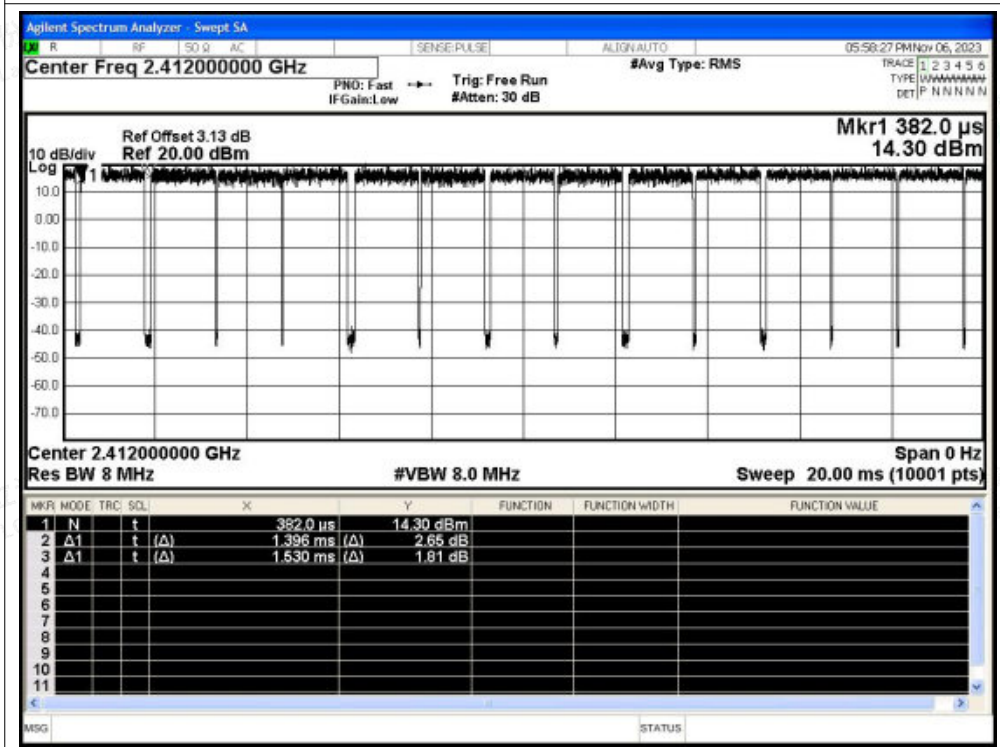 Agilent Spectrum Analyzer - Swept SA
LXI R RF 50 Ω AC SENSE:PULSE ALIGNAUTO 05:58:27 PM Nov 06, 2023
Center Freq 2.412000000 GHz #Avg Type: RMS TRACE 1 2 3 4 5 6
PNO: Fast Trig: Free Run TYPE WWWWWW
IFGain:Low #Atten: 30 dB DET P N N N N N
Mkr1 382.0 µs
14.30 dBm
Ref Offset 3.13 dB
10 dB/div Ref 20.00 dBm
Log
1
10.0
0.00
-10.0
-20.0
-30.0
-40.0
-50.0
-60.0
-70.0
Center 2.412000000 GHz Span 0 Hz
Res BW 8 MHz #VBW 8.0 MHz Sweep 20.00 ms (10001 pts)
MKR MODE TRC SCL X Y FUNCTION FUNCTION WIDTH FUNCTION VALUE
1 N t 382.0 µs 14.30 dBm
2 Δ1 t (Δ) 1.396 ms (Δ) 2.65 dB
3 Δ1 t (Δ) 1.530 ms (Δ) 1.81 dB
4
5
6
7
8
9
10
11
MSG STATUS